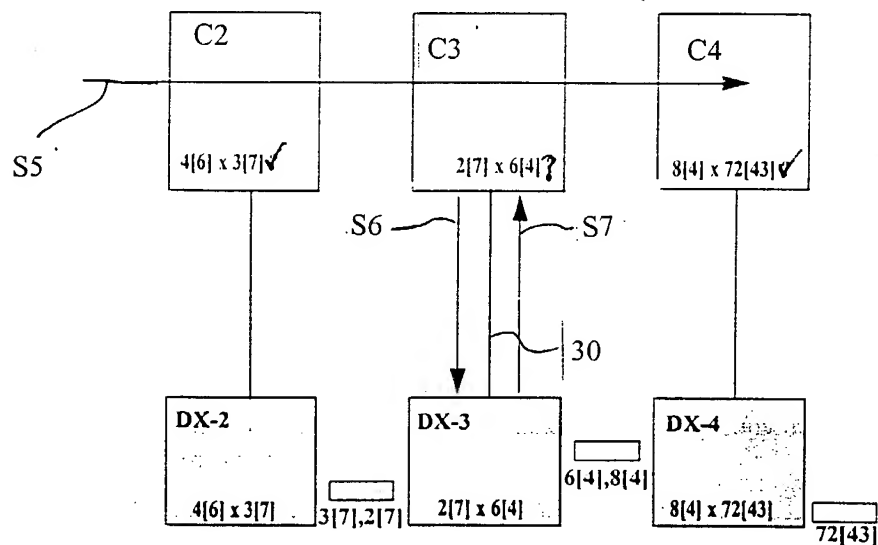 C2
C3
C4
S5
4[6] x 3[7]✓
2[7] x 6[4]?
8[4] x 72[43]✓
S6
S7
30
DX-2
DX-3
DX-4
6[4],8[4]
4[6] x 3[7]
3[7],2[7]
2[7] x 6[4]
8[4] x 72[43]
72[43]